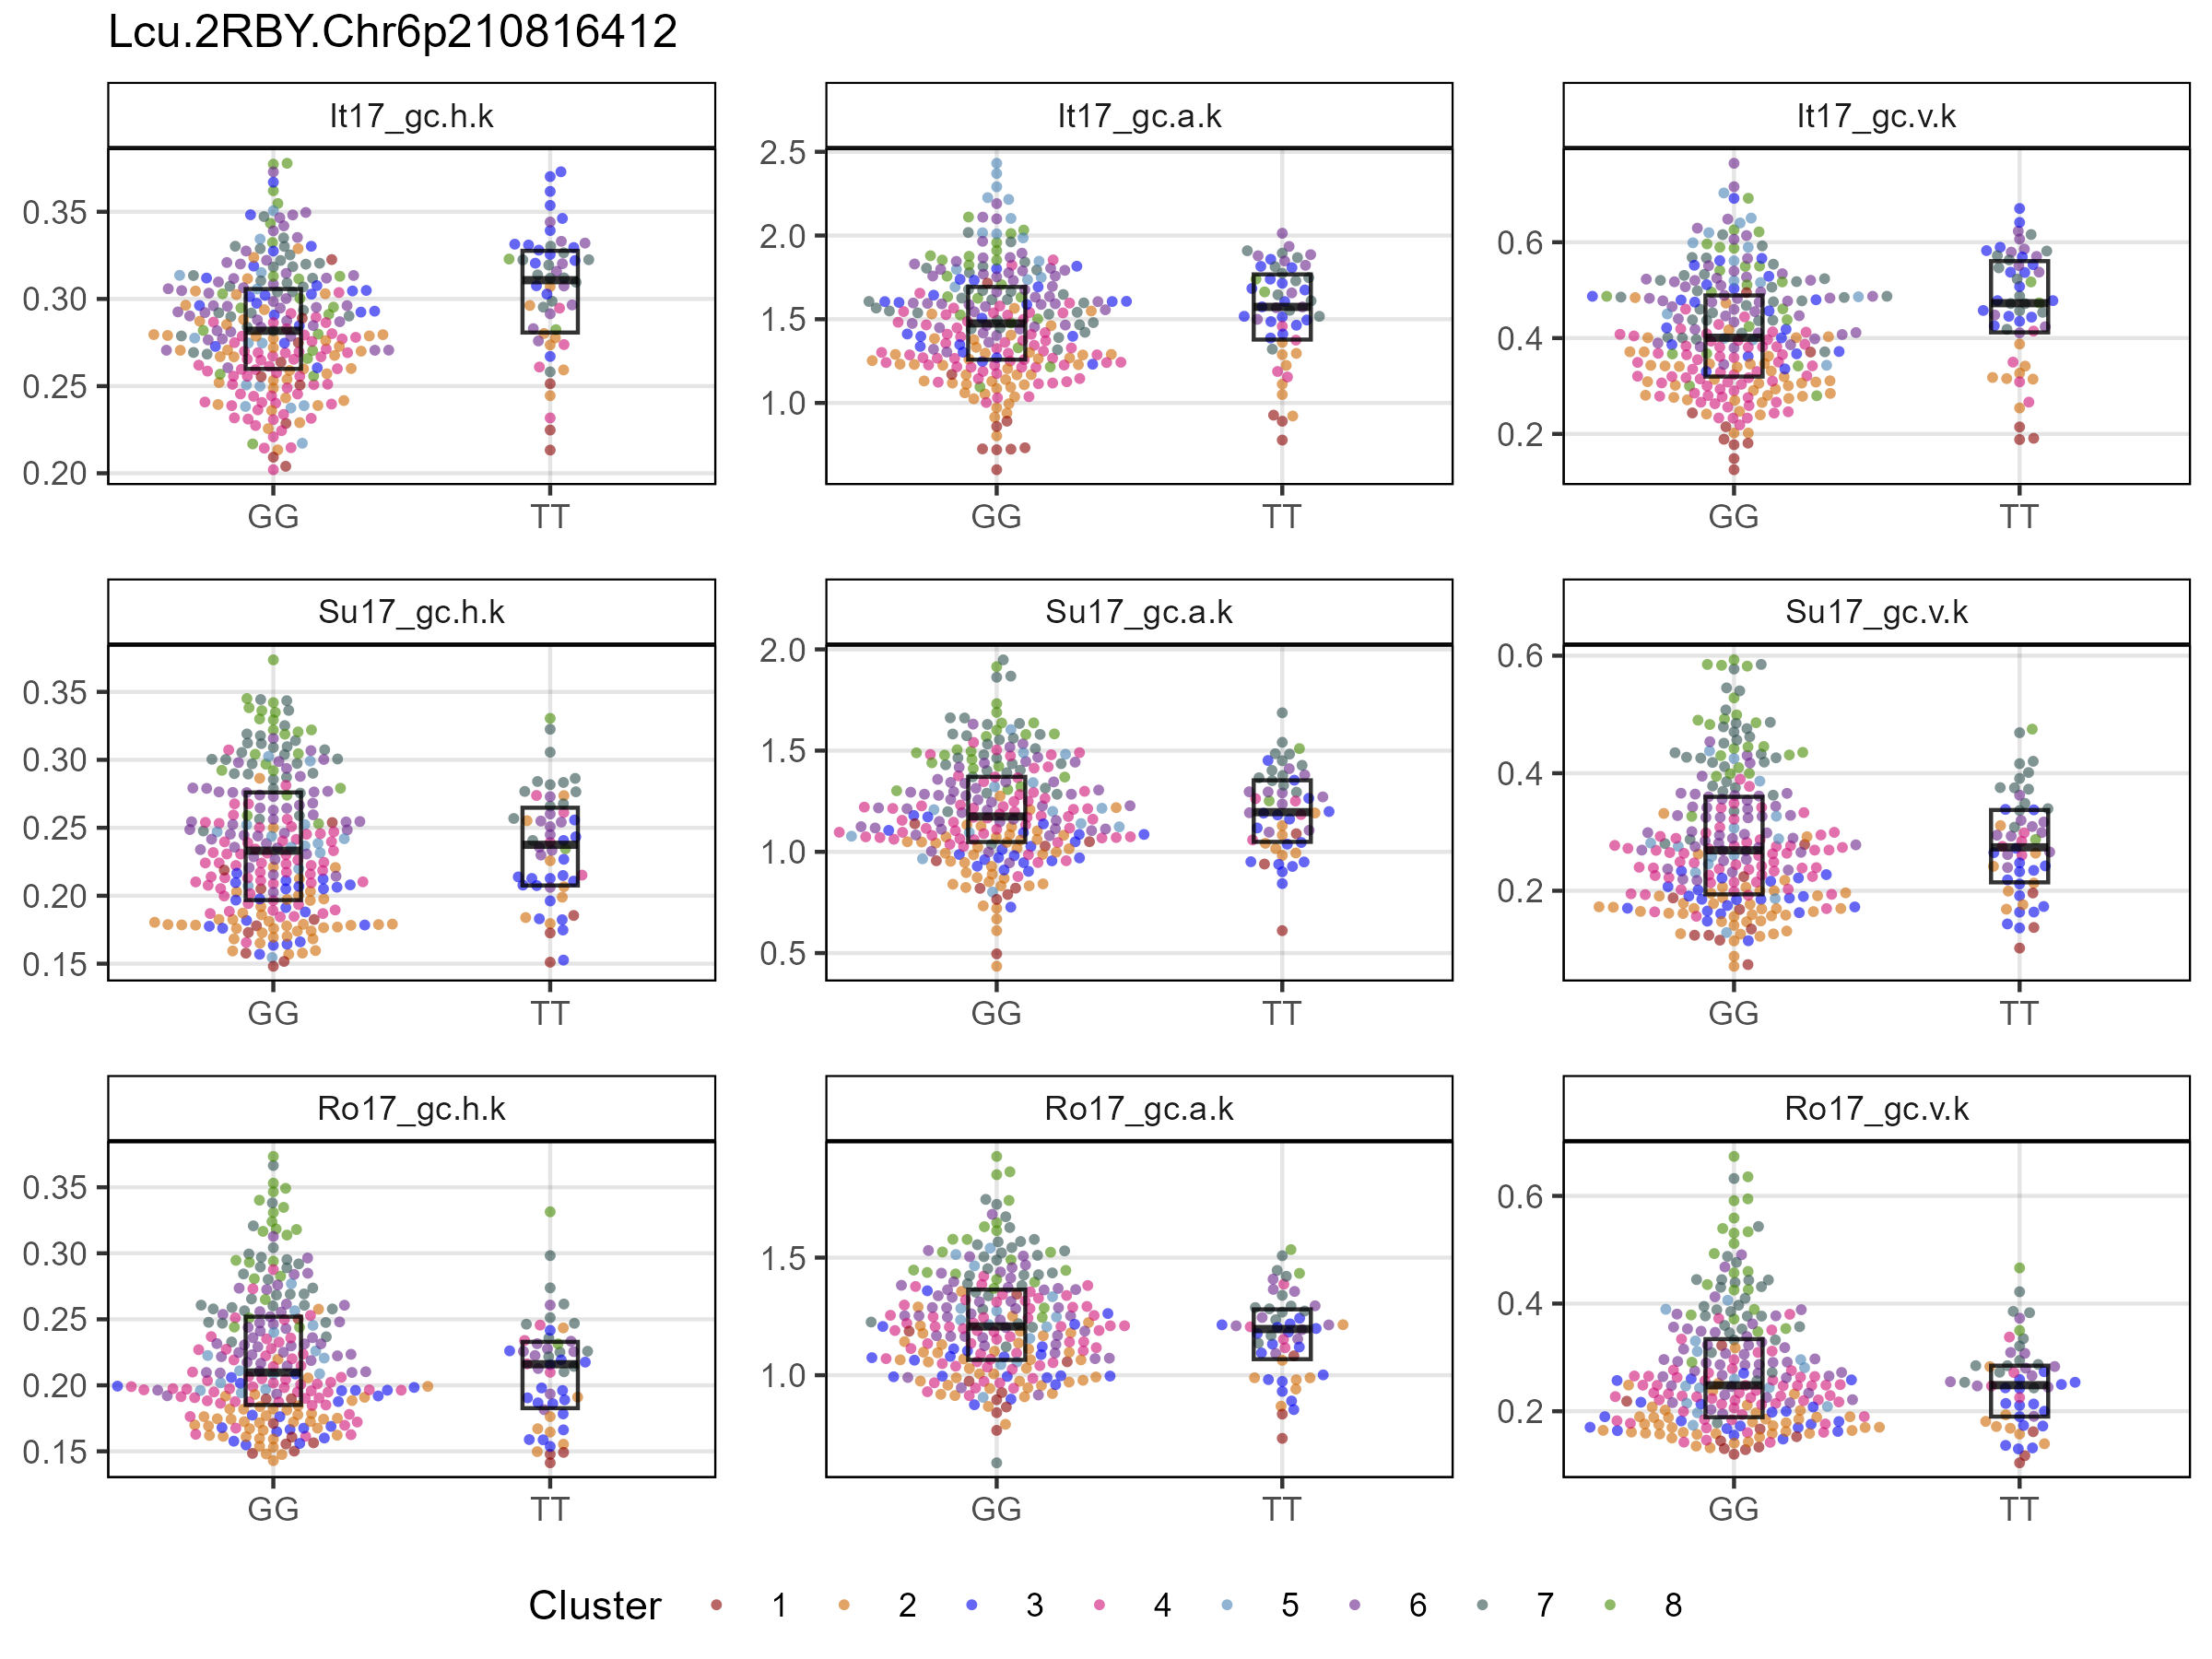 Lcu.2RBY.Chr6p210816412
It17_gc.h.k
It17_gc.a.k
It17_gc.v.k
0.35
0.30
0.25
0.20
2.5
2.0
1.5
1.0
0.6
0.4
0.2
GG TT
GG TT
GG TT
Su17_gc.h.k
Su17_gc.a.k
Su17_gc.v.k
0.35
0.30
0.25
0.20
0.15
2.0
1.5
1.0
0.5
0.6
0.4
0.2
GG TT
GG TT
GG TT
Ro17_gc.h.k
Ro17_gc.a.k
Ro17_gc.v.k
0.35
0.30
0.25
0.20
0.15
1.5
1.0
0.6
0.4
0.2
GG TT
GG TT
GG TT
Cluster 1 2 3 4 5 6 7 8